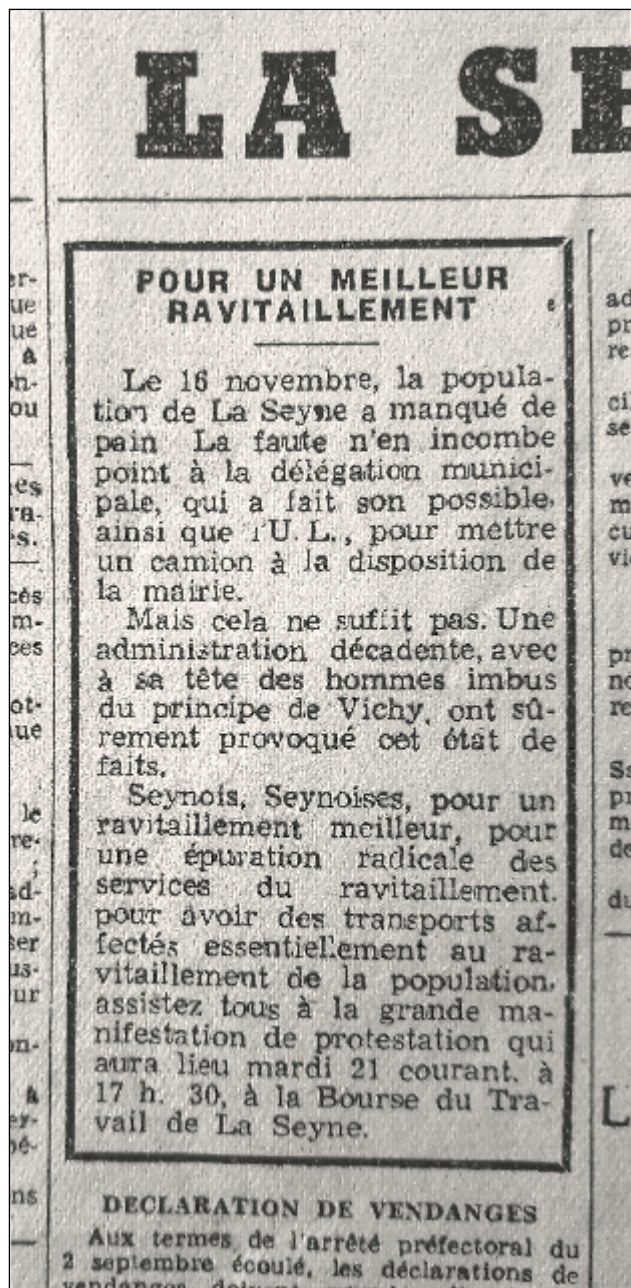 LA SE
POUR UN MEILLEUR
RAVITAILLEMENT
Le 16 novembre, la popula-
tion de La Seyne a manqué de
pain La faute n'en incombe
point à la délégation munici-
pale, qui a fait son possible,
ainsi que l'U.L., pour mettre
un camion à la disposition de
la mairie.
Mais cela ne suffit pas. Une
administration décadente, avec
à sa tête des hommes imbus
du principe de Vichy, ont sû-
rement provoqué cet état de
faits.
Seynois, Seynoises, pour un
ravitaillement meilleur, pour
une épuration radicale des
services du ravitaillement.
pour avoir des transports af-
fectés essentiellement au ra-
vitaillement de la population,
assistez tous à la grande ma-
nifestation de protestation qui
aura lieu mardi 21 courant, à
17 h. 30, à la Bourse du Tra-
vail de La Seyne.
DECLARATION DE VENDANGES
Aux termes de l'arrêté préfectoral du
2 septembre écoulé, les déclarations de